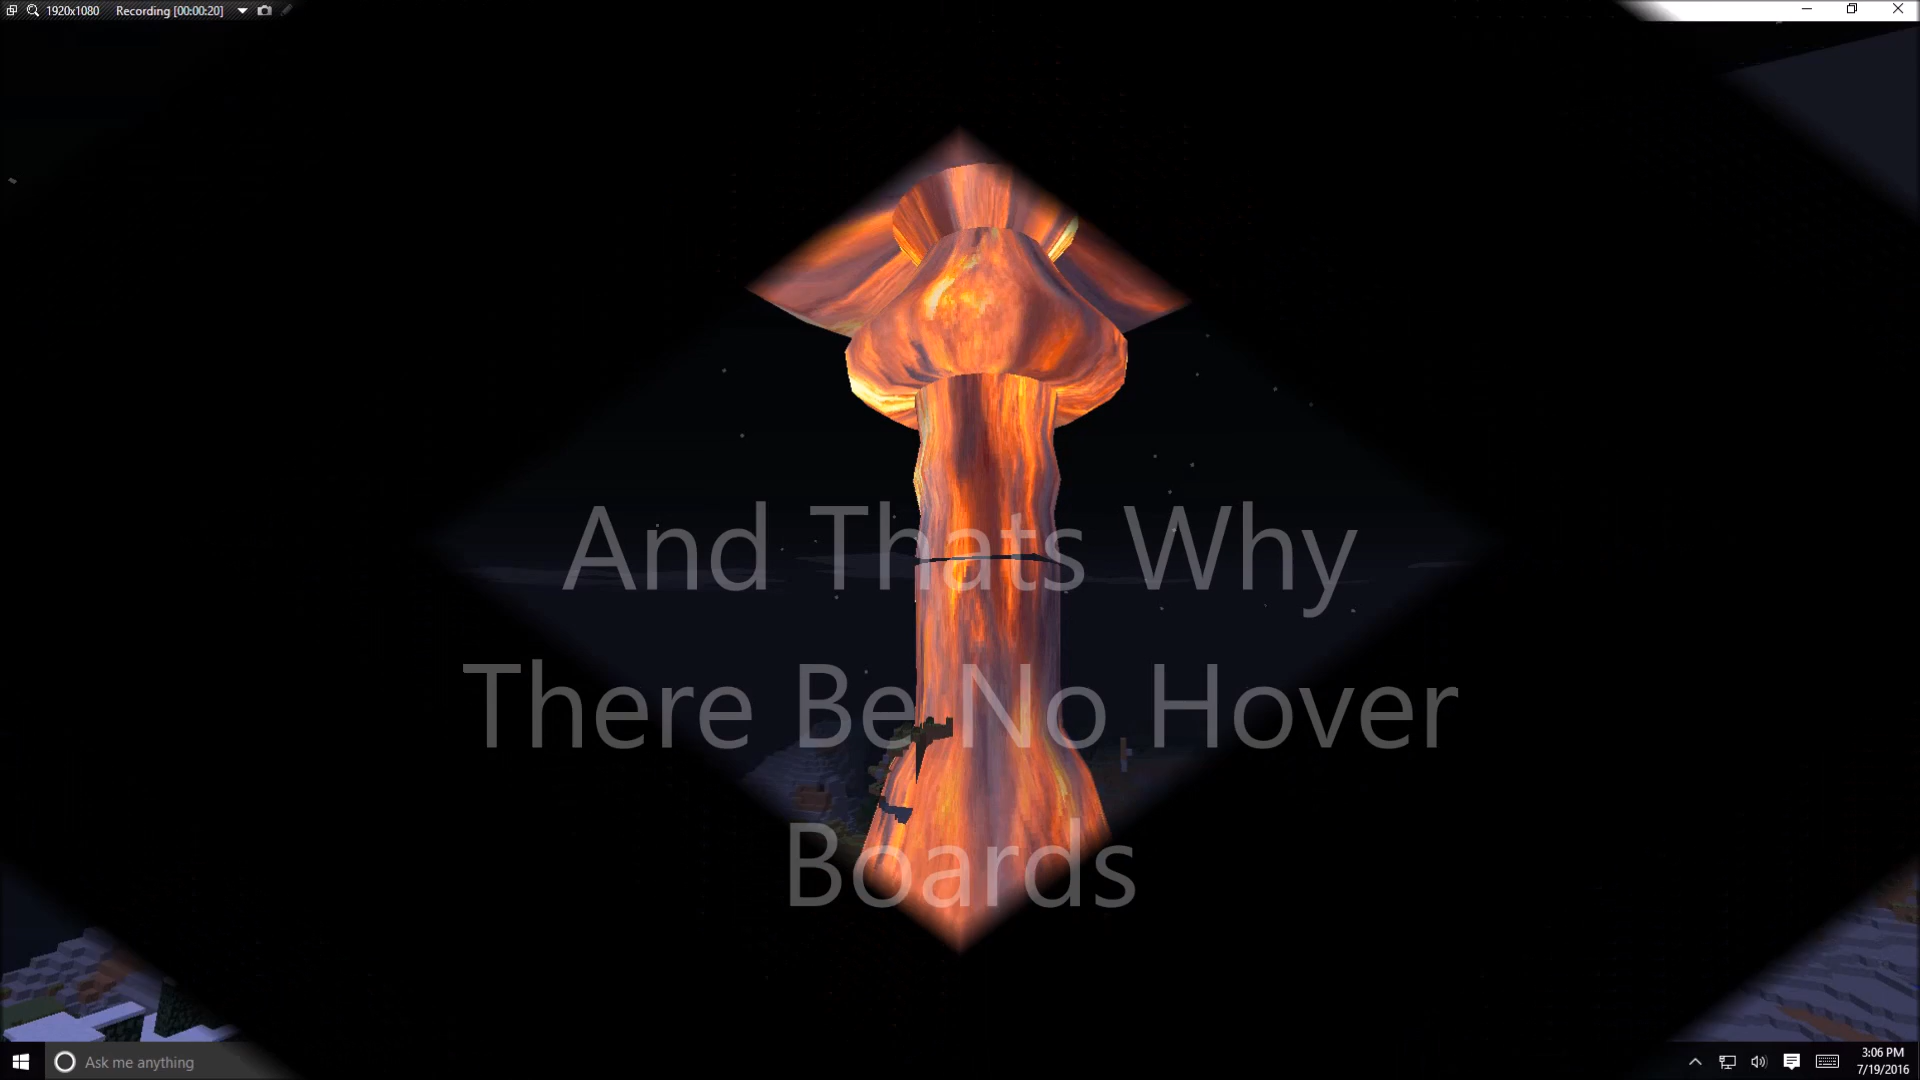 1920x1080 Recording [00:00:20]
And Thats Why
There Be No Hover
Boards
Ask me anything
3:06 PM
7/19/2016